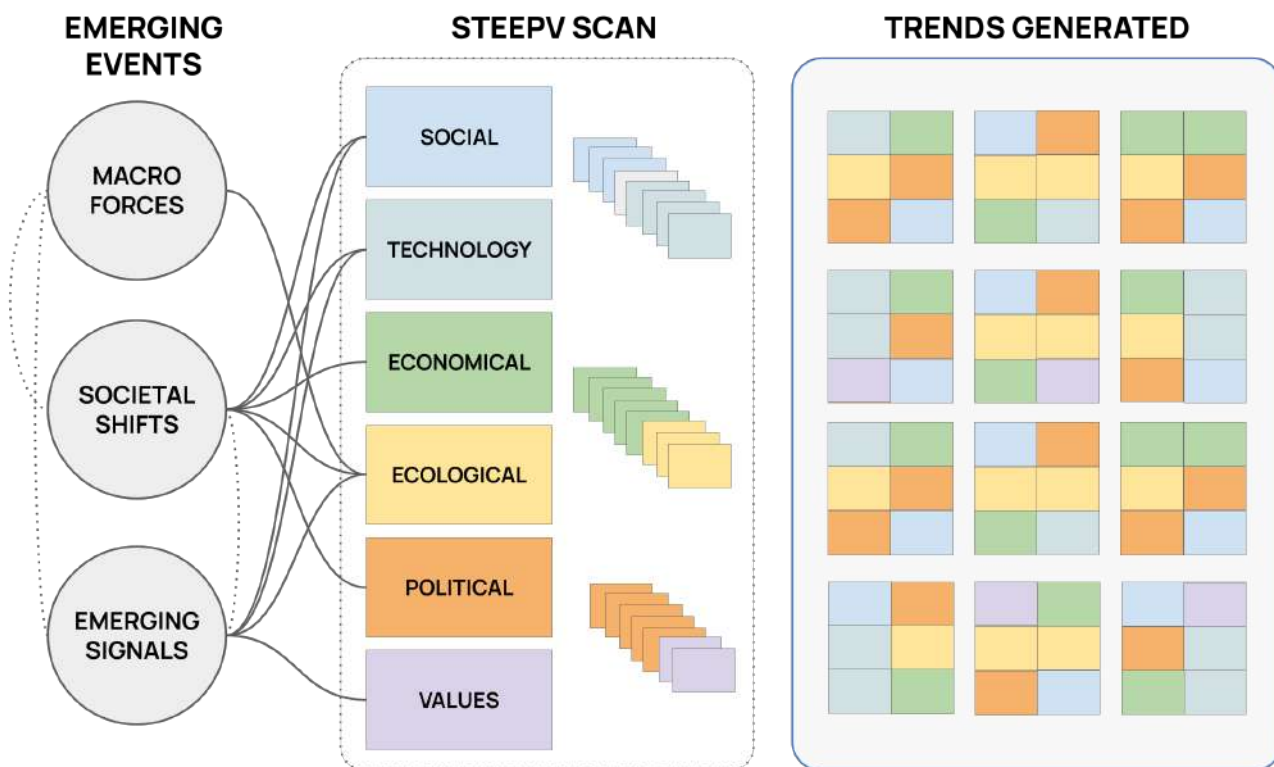 EMERGING
EVENTS
STEEPV SCAN
TRENDS GENERATED
MACRO
FORCES
SOCIETAL
SHIFTS
EMERGING
SIGNALS
SOCIAL
TECHNOLOGY
ECONOMICAL
ECOLOGICAL
POLITICAL
VALUES